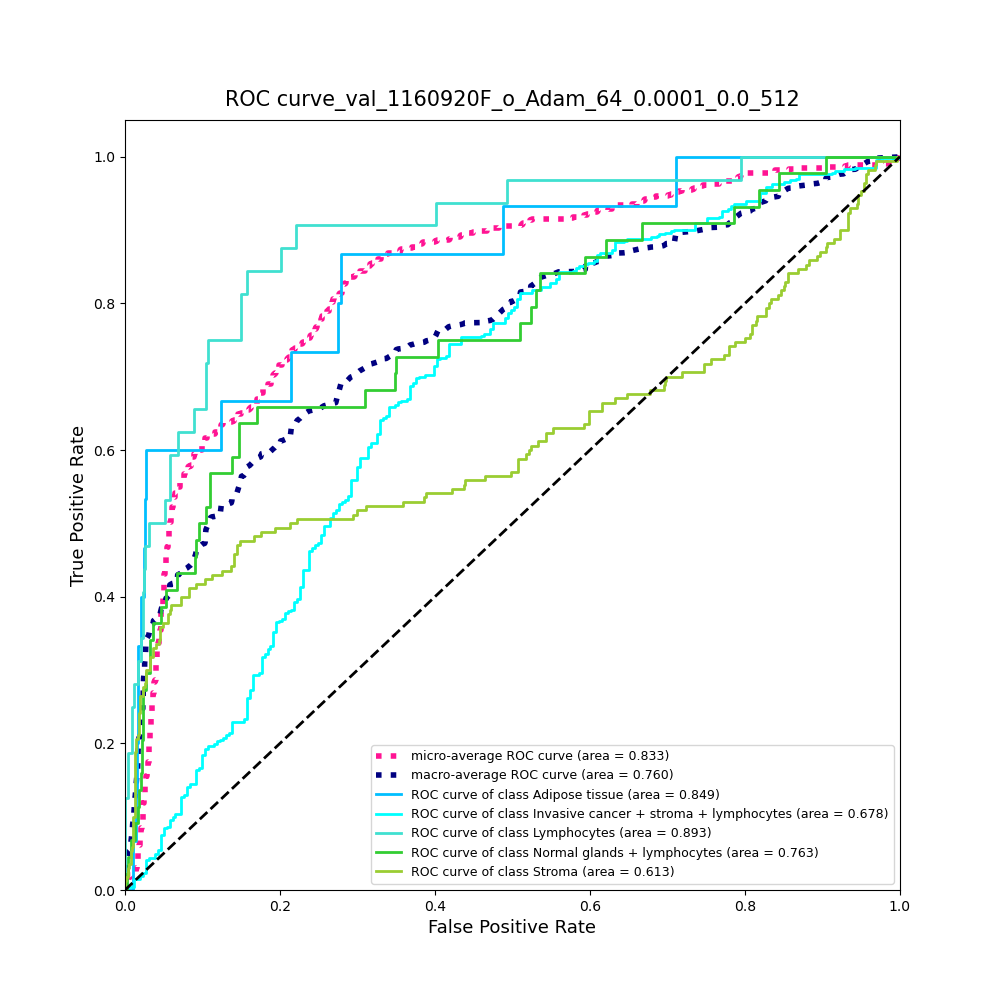 ROC curve_val_1160920F_o_Adam_64_0.0001_0.0_512
True Positive Rate
1.0
0.8
0.6
0.4
0.2
0.0
0.0 0.2 0.4 0.6 0.8 1.0
False Positive Rate
micro-average ROC curve (area = 0.833)
macro-average ROC curve (area = 0.760)
ROC curve of class Adipose tissue (area = 0.849)
ROC curve of class Invasive cancer + stroma + lymphocytes (area = 0.678)
ROC curve of class Lymphocytes (area = 0.893)
ROC curve of class Normal glands + lymphocytes (area = 0.763)
ROC curve of class Stroma (area = 0.613)